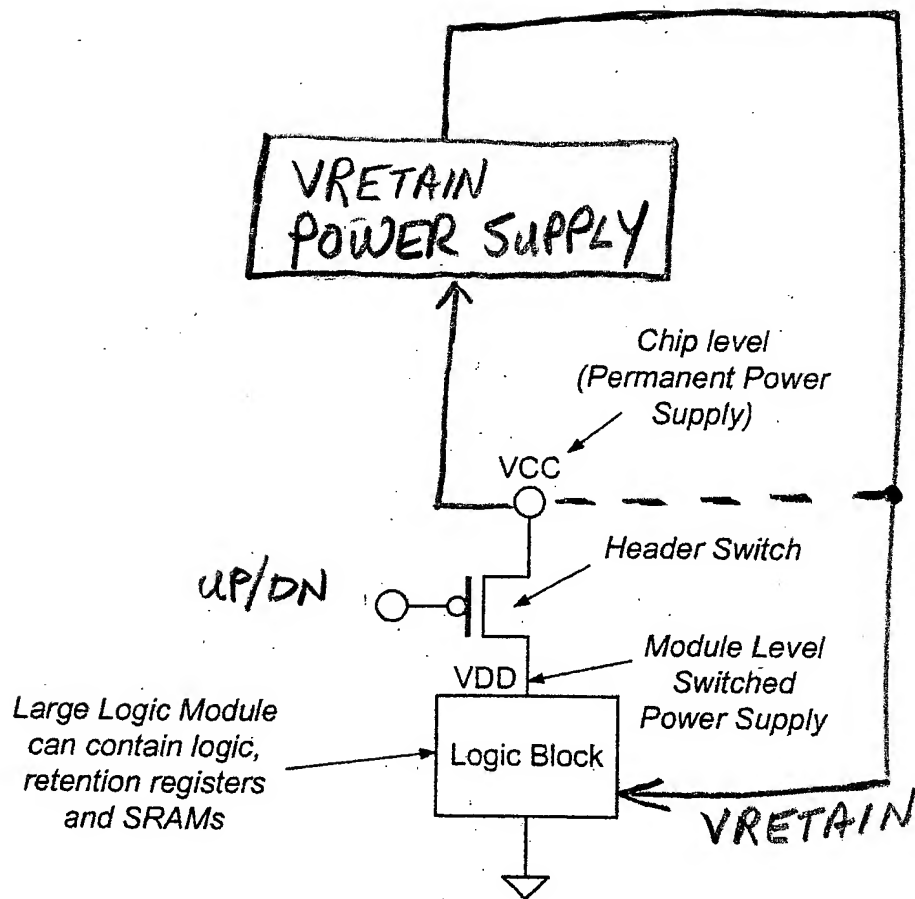 VRETAIN
POWER SUPPLY
Chip level
(Permanent Power
Supply)
VCC
Header Switch
UP/DN
VDD
Module Level
Switched
Power Supply
Large Logic Module
can contain logic,
retention registers
and SRAMs
Logic Block
VRETAIN